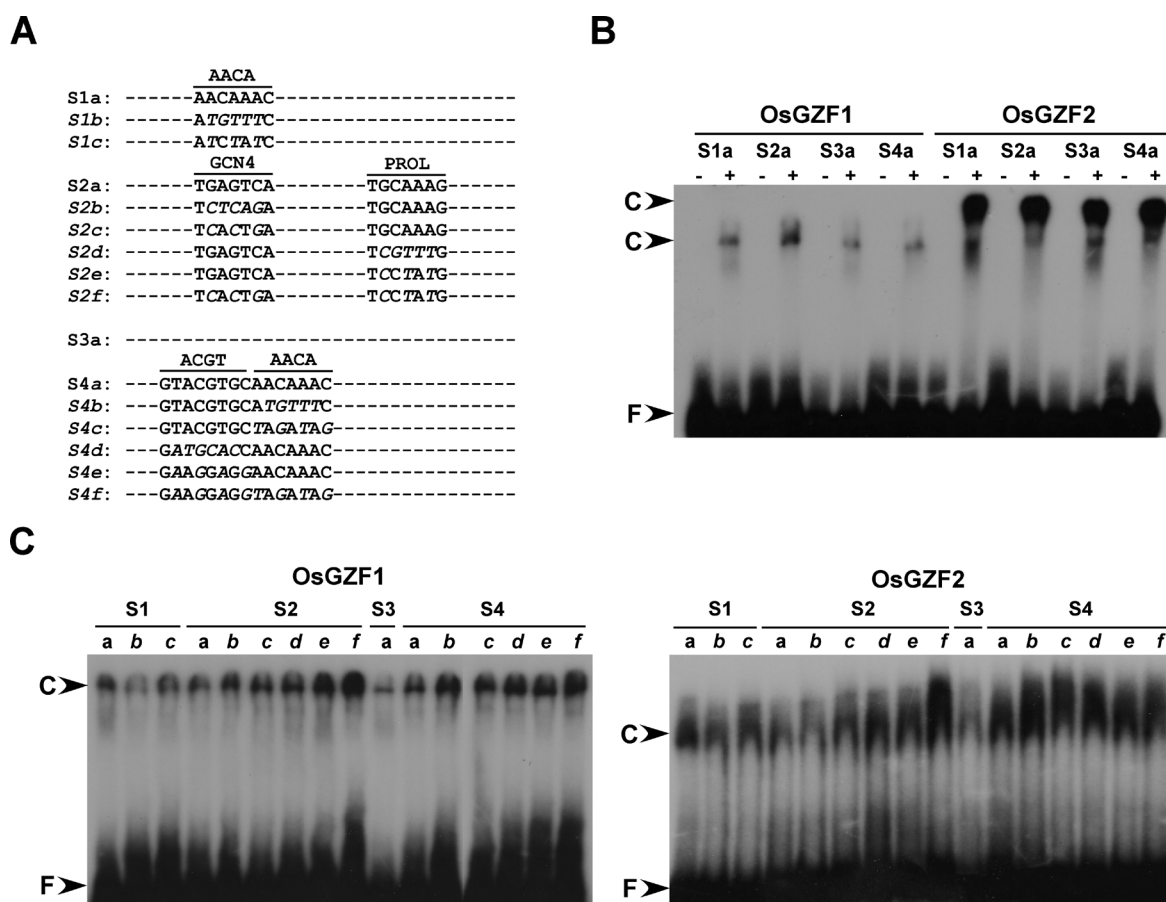 A
AACA
S1a: ------AACAAAC---------------------
S1b: ------ATGTTTC---------------------
S1c: ------ATCTATC---------------------
GCN4 PROL
S2a: ------TGAGTCA--------TGCAAAG------
S2b: ------TCTCAGA--------TGCAAAG------
S2c: ------TCACTGA--------TGCAAAG------
S2d: ------TGAGTCA--------TCGTTTG------
S2e: ------TGAGTCA--------TCCTATG------
S2f: ------TCACTGA--------TCCTATG------
S3a: ----------------------------------
ACGT AACA
S4a: ---GTACGTGCAACAAAC----------------
S4b: ---GTACGTGCATGTTTC----------------
S4c: ---GTACGTGCTAGATAG----------------
S4d: ---GATGCACCAACAAAC----------------
S4e: ---GAAGGAGGAACAAAC----------------
S4f: ---GAAGGAGGTAGATAG----------------
B
OsGZF1 OsGZF2
S1a S2a S3a S4a S1a S2a S3a S4a
- + - + - + - + - + - + - + - +
C
C
F
C
OsGZF1
S1 S2 S3 S4
a b c a b c d e f a a b c d e f
C
F
OsGZF2
S1 S2 S3 S4
a b c a b c d e f a a b c d e f
C
F